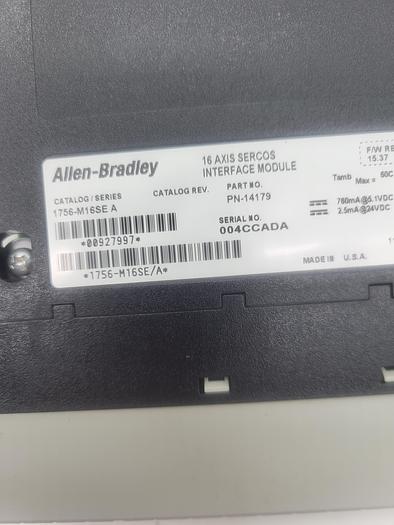 Allen-Bradley
16 AXIS SERCOS
INTERFACE MODULE
F/W RE
15.37
CATALOG / SERIES
1756-M16SE A
CATALOG REV.
PART NO.
PN-14179
Tamb Max = 60C
760mA@5.1VDC
2.5mA@24VDC
*00927997*
SERIAL NO.
004CCADA
*1756-M16SE/A*
MADE IN U.S.A.